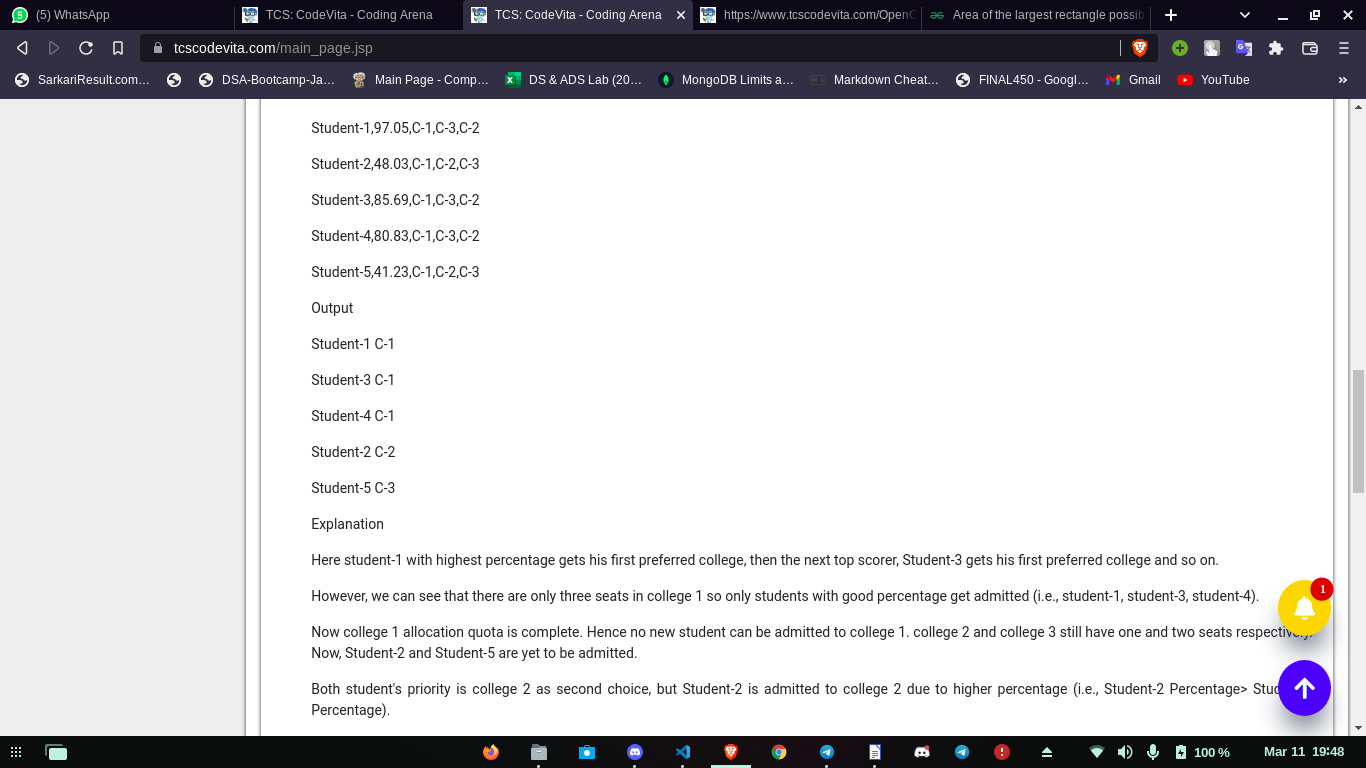 (5) WhatsApp
TCS: CodeVita - Coding Arena
TCS: CodeVita - Coding Arena
https://www.tcscodevita.com/OpenC
Area of the largest rectangle possib
tcscodevita.com/main_page.jsp
SarkariResult.com…
DSA-Bootcamp-Ja…
Main Page - Comp…
DS & ADS Lab (20…
MongoDB Limits a…
Markdown Cheat…
FINAL450 - Googl…
Gmail
YouTube
»
Student-1,97.05,C-1,C-3,C-2
Student-2,48.03,C-1,C-2,C-3
Student-3,85.69,C-1,C-3,C-2
Student-4,80.83,C-1,C-3,C-2
Student-5,41.23,C-1,C-2,C-3
Output
Student-1 C-1
Student-3 C-1
Student-4 C-1
Student-2 C-2
Student-5 C-3
Explanation
Here student-1 with highest percentage gets his first preferred college, then the next top scorer, Student-3 gets his first preferred college and so on.
However, we can see that there are only three seats in college 1 so only students with good percentage get admitted (i.e., student-1, student-3, student-4).
1
Now college 1 allocation quota is complete. Hence no new student can be admitted to college 1. college 2 and college 3 still have one and two seats respectively.
Now, Student-2 and Student-5 are yet to be admitted.
Both student's priority is college 2 as second choice, but Student-2 is admitted to college 2 due to higher percentage (i.e., Student-2 Percentage>
Percentage).
100 %
Mar 11 19:48